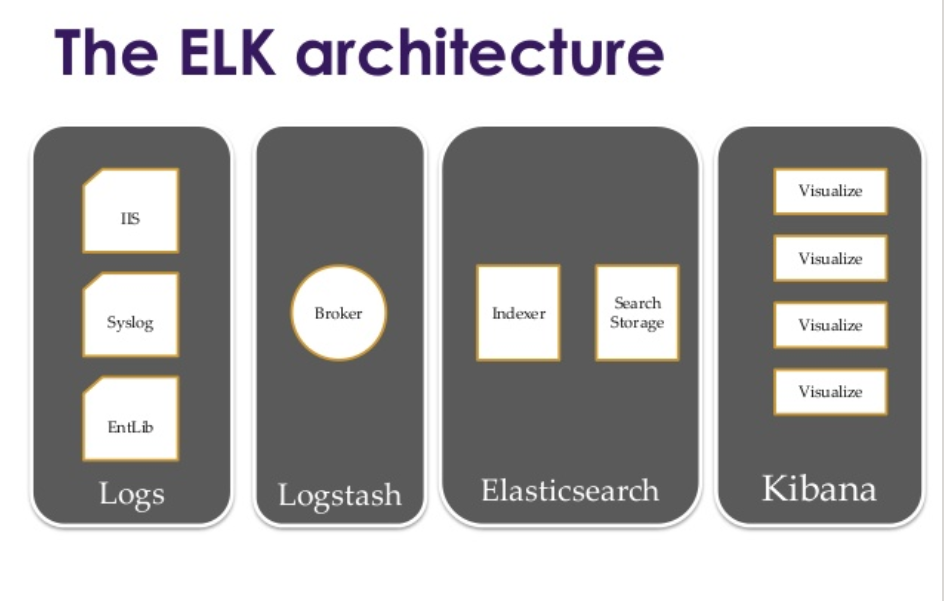 The ELK architecture
IIS
Syslog
EntLib
Logs
Broker
Logstash
Indexer
Search
Storage
Elasticsearch
Visualize
Visualize
Visualize
Visualize
Kibana